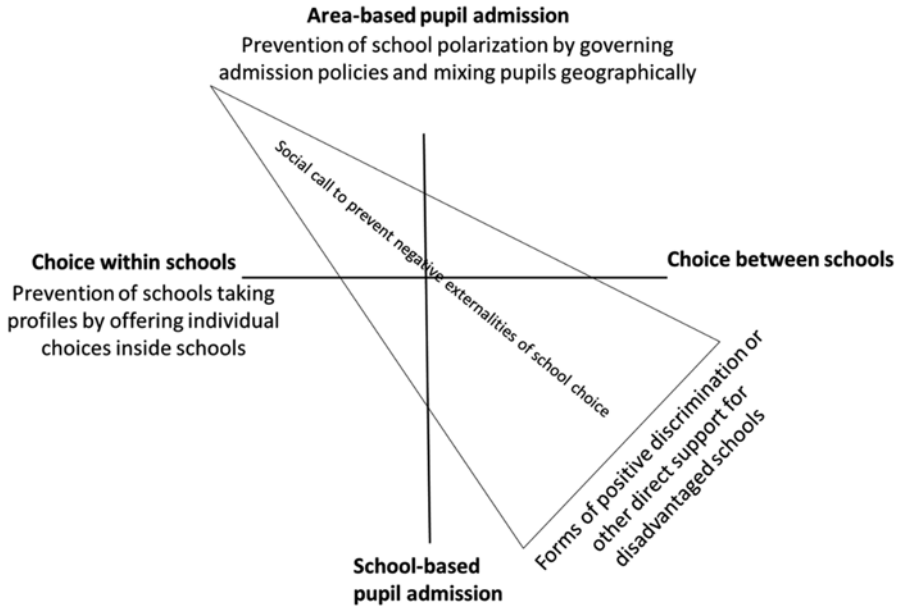 Area-based pupil admission
Prevention of school polarization by governing
admission policies and mixing pupils geographically
Social call to prevent negative externalities of school choice
Choice within schools
Prevention of schools taking
profiles by offering individual
choices inside schools
Choice between schools
Forms of positive discrimination or
other direct support for
disadvantaged schools
School-based
pupil admission